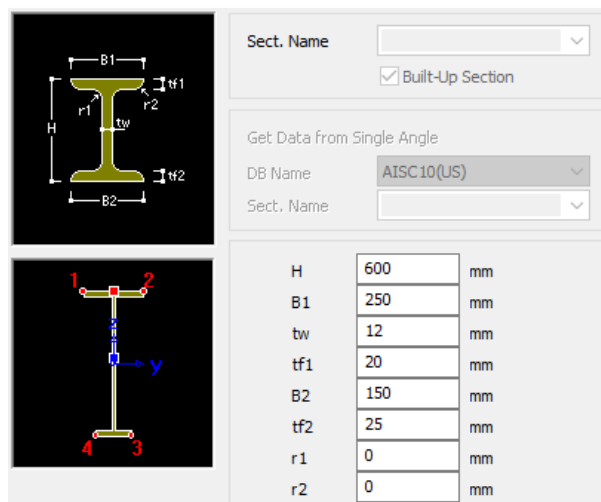 B1
tf1
r1
r2
H
tw
tf2
B2
Sect. Name
Built-Up Section
Get Data from Single Angle
DB Name AISC10(US)
Sect. Name
1 2
z
y
4 3
H 600 mm
B1 250 mm
tw 12 mm
tf1 20 mm
B2 150 mm
tf2 25 mm
r1 0 mm
r2 0 mm